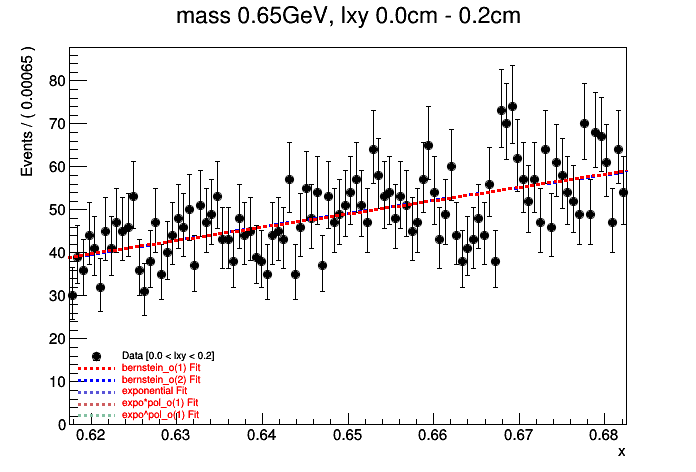 mass 0.65GeV, lxy 0.0cm - 0.2cm
Events / ( 0.00065 )
80
70
60
50
40
30
20
10
0
Data [0.0 < lxy < 0.2]
bernstein_o(1) Fit
bernstein_o(2) Fit
exponential Fit
expo*pol_o(1) Fit
expo*pol_o(1) Fit
0.62 0.63 0.64 0.65 0.66 0.67 0.68
x